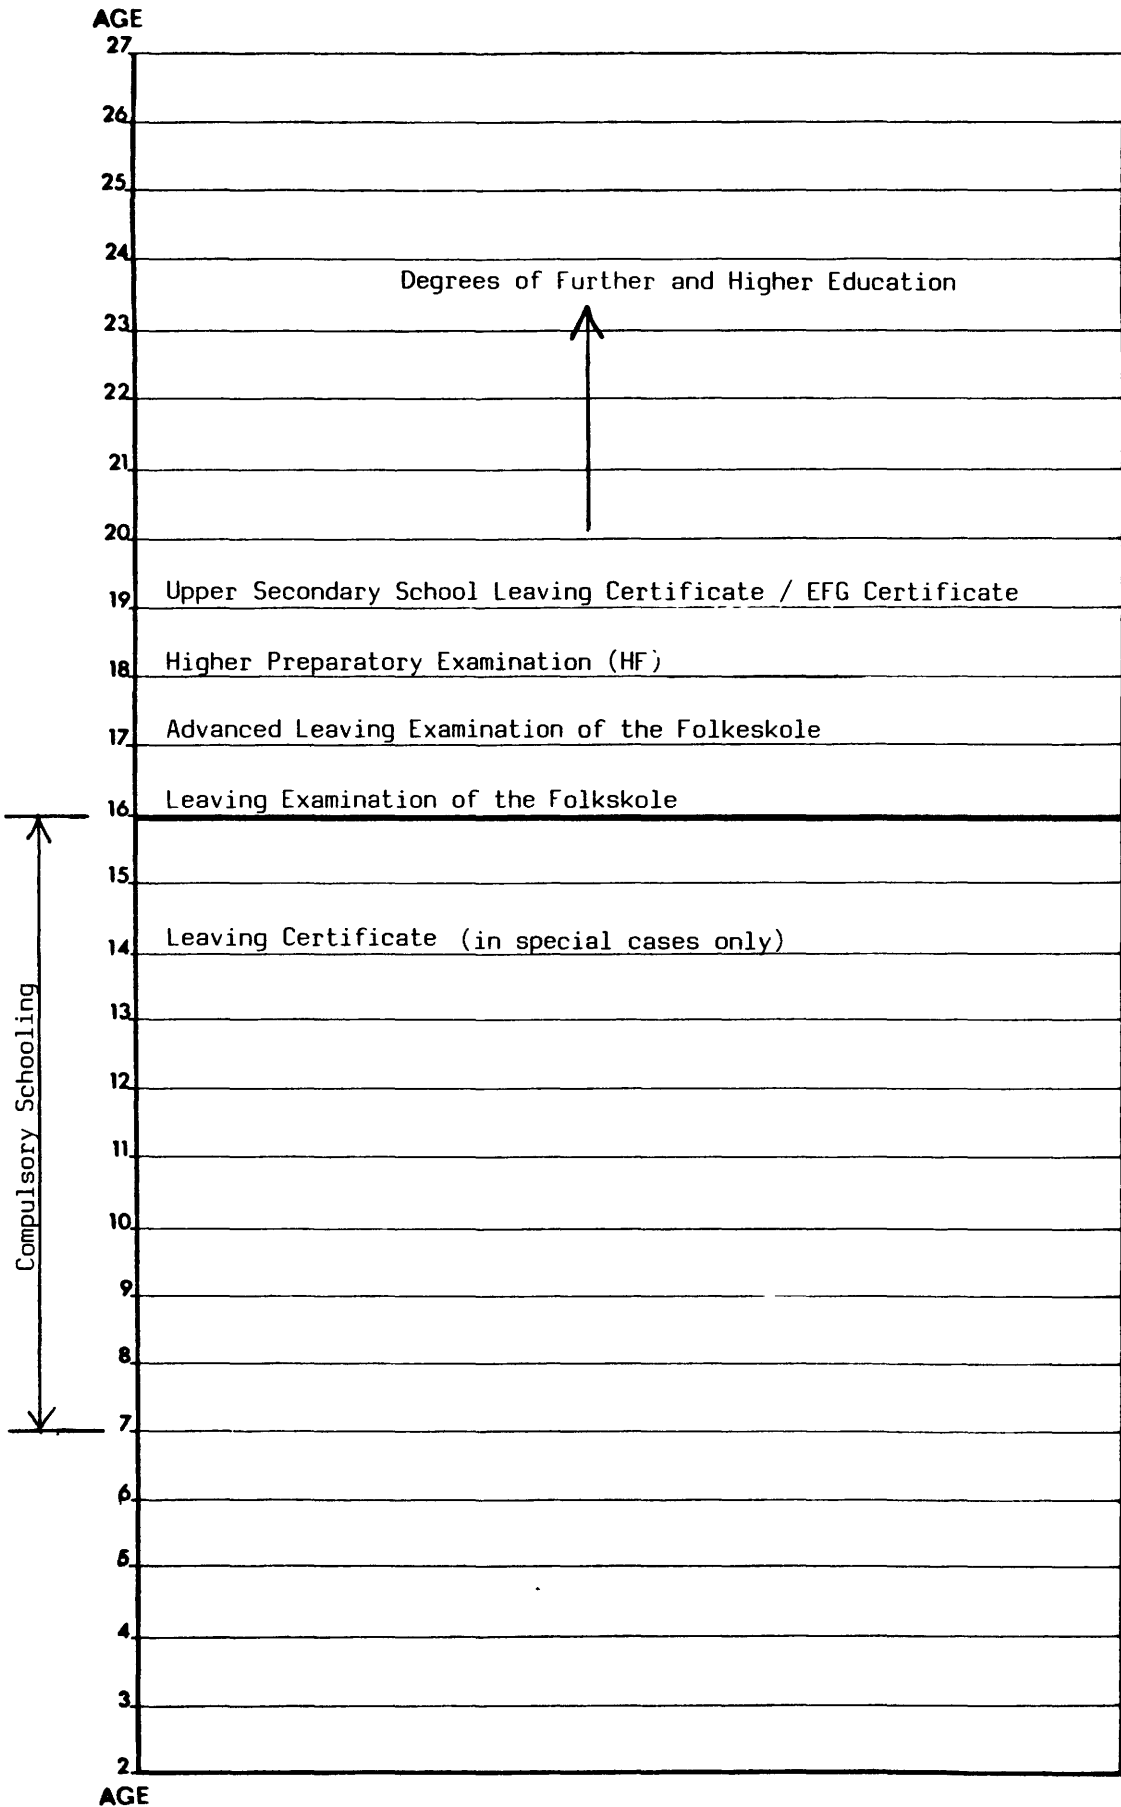 AGE
27
26
25
24
Degrees of Further and Higher Education
23
22
21
20
19 Upper Secondary School Leaving Certificate / EFG Certificate
18 Higher Preparatory Examination (HF)
17 Advanced Leaving Examination of the Folkeskole
16 Leaving Examination of the Folkskole
15
14 Leaving Certificate (in special cases only)
13
12
11
10
9
8
7
6
5
4
3
2
AGE
Compulsory Schooling